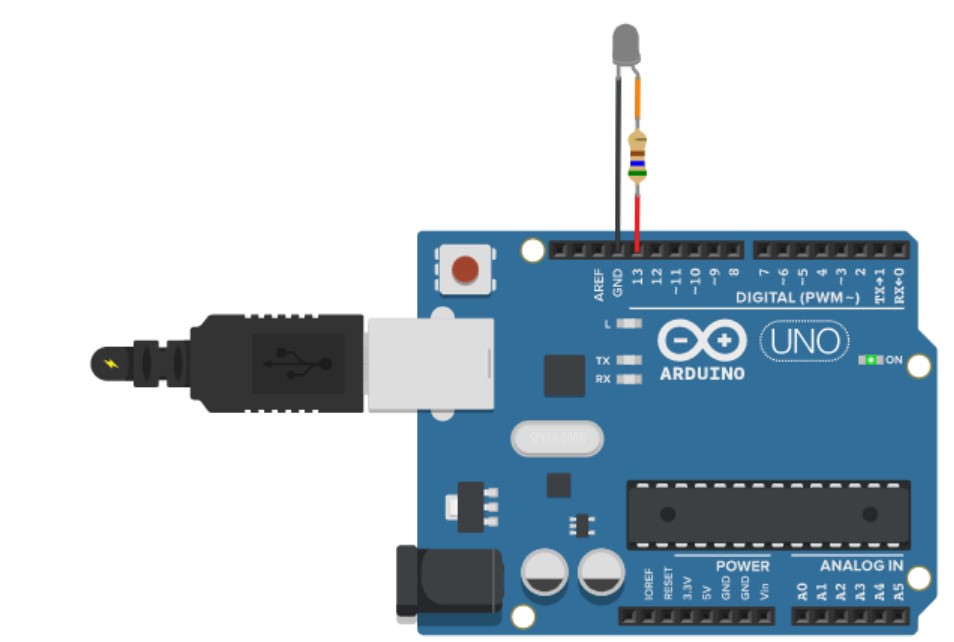 AREF
GND
13
12
~11
~10
~9
8
7
~6
~5
4
~3
2
TX→1
RX←0
DIGITAL (PWM~)
L
TX
RX
ARDUINO
UNO
ON
POWER
ANALOG IN
IOREF
RESET
3.3V
5V
GND
GND
Vin
A0
A1
A2
A3
A4
A5